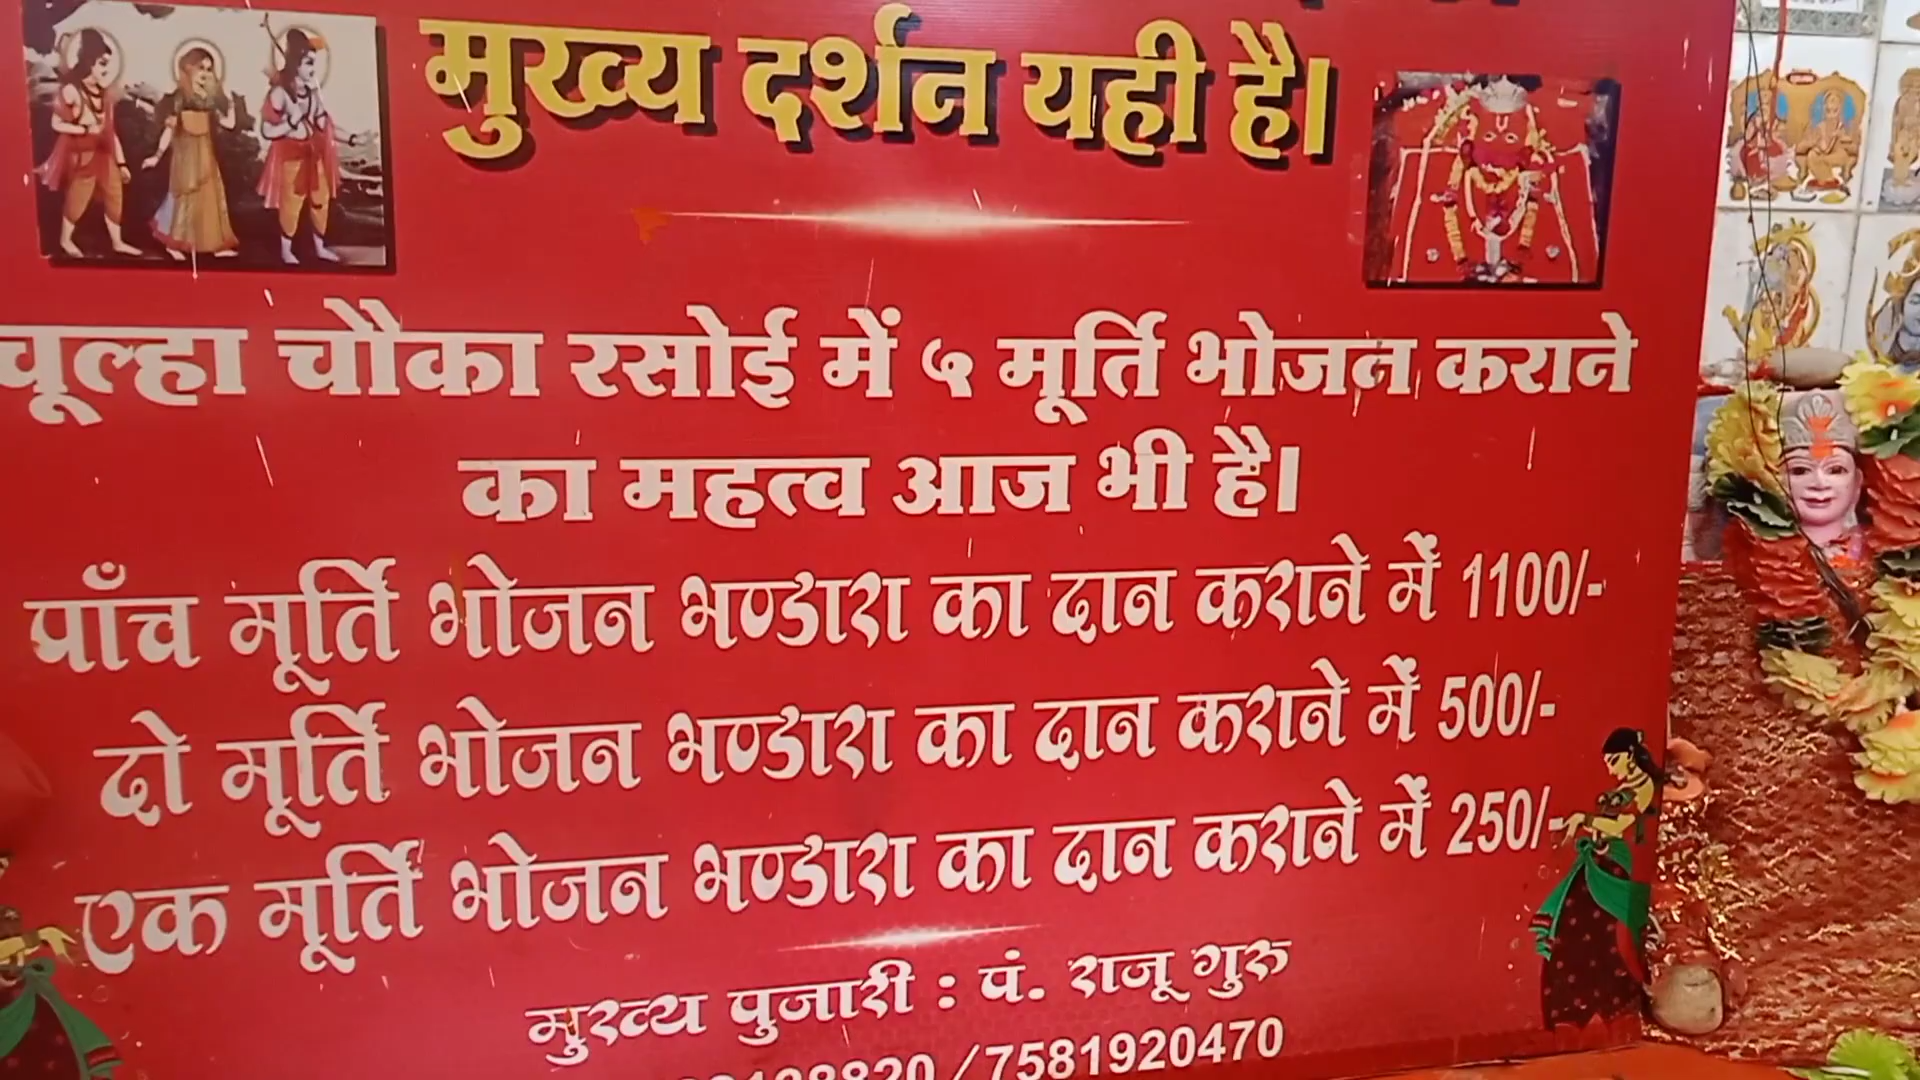 मुख्य दर्शन यही है।
चूल्हा चौका रसोई में ५ मूर्ति भोजन कराने
का महत्व आज भी है।
पाँच मूर्ति भोजन भण्डारा का दान कराने में 1100/-
दो मूर्ति भोजन भण्डारा का दान कराने में 500/-
एक मूर्ति भोजन भण्डारा का दान कराने में 250/-
मुख्य पुजारी : पं. राजू गुरु
/7581920470